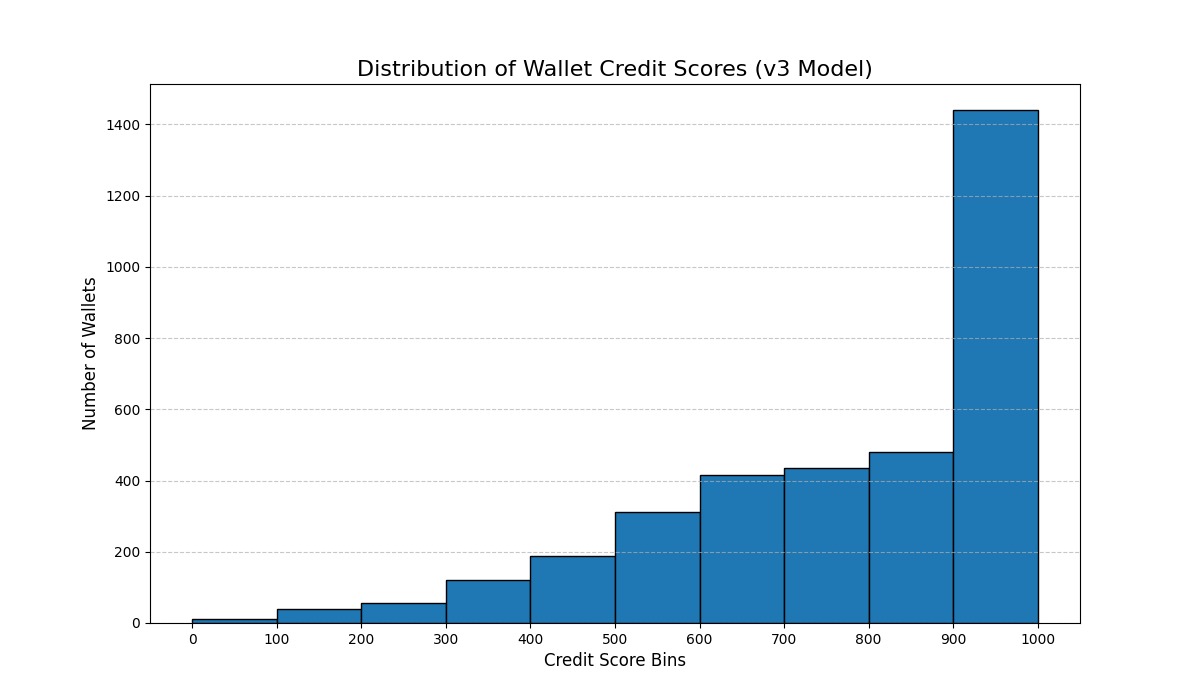 Distribution of Wallet Credit Scores (v3 Model)
Number of Wallets
1400
1200
1000
800
600
400
200
0
0 100 200 300 400 500 600 700 800 900 1000
Credit Score Bins